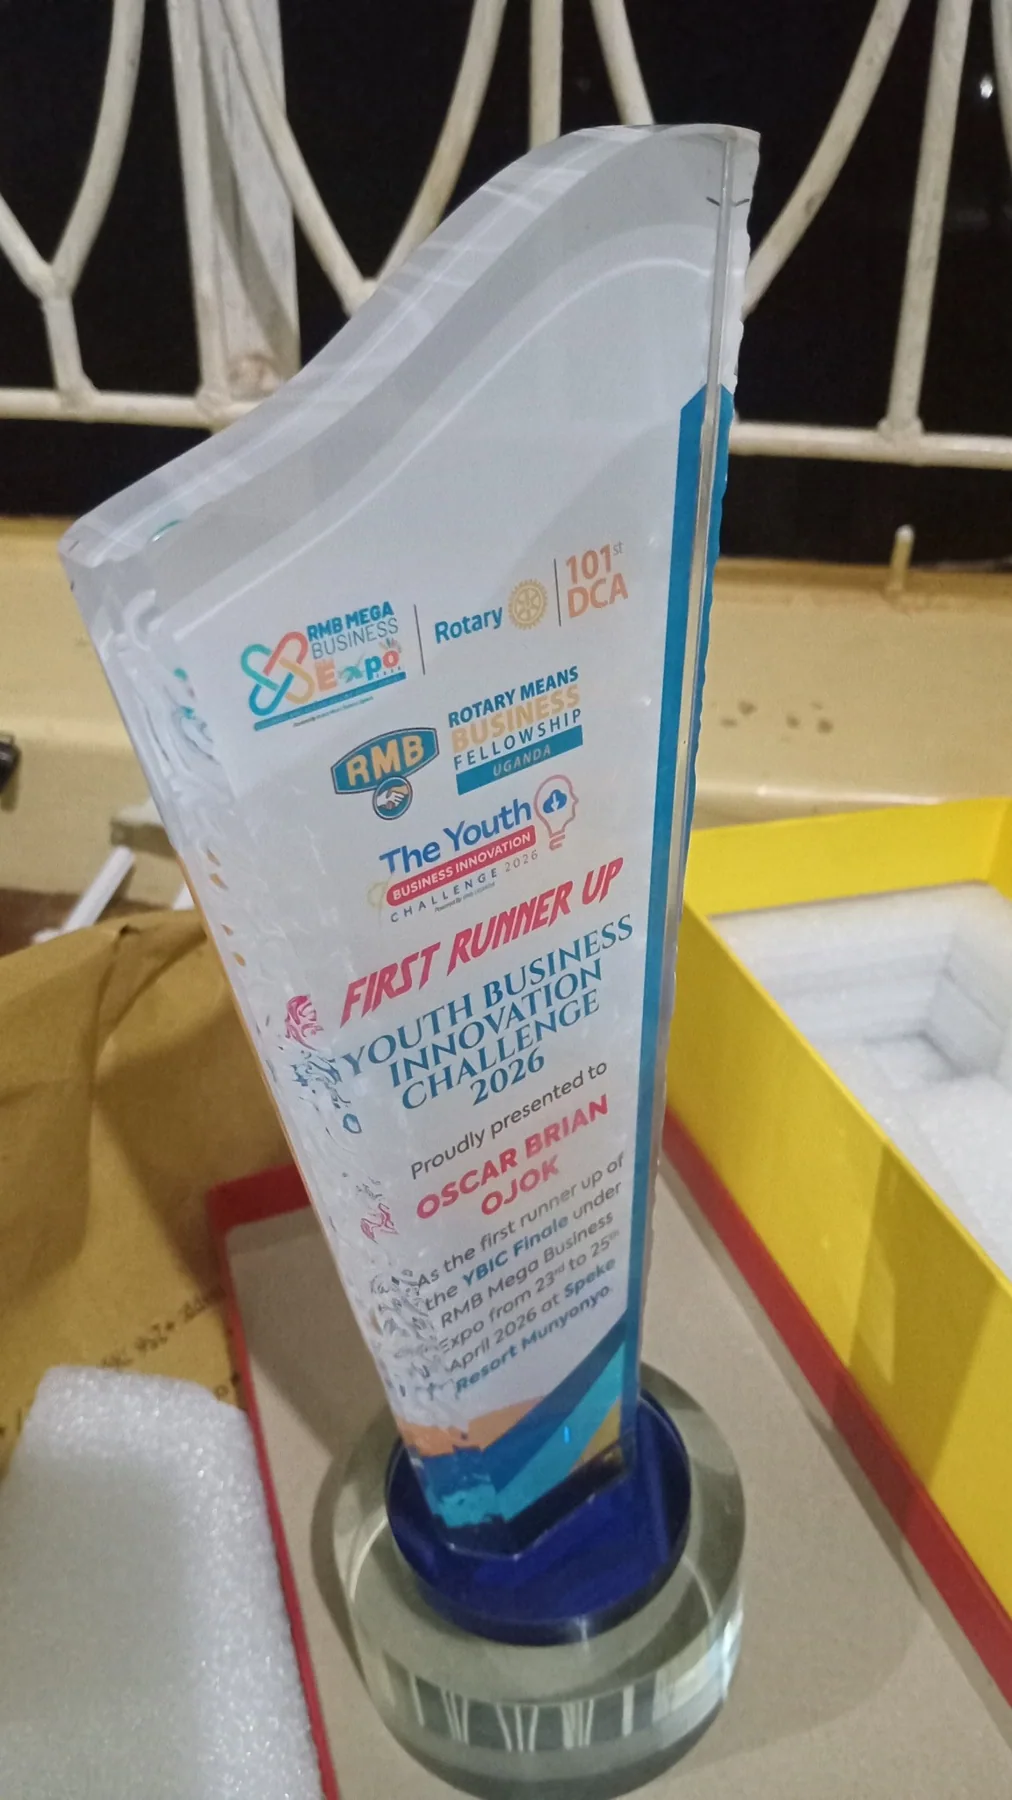 RMB MEGA
BUSINESS
Expo
Rotary
101st
DCA
RMB
ROTARY MEANS
BUSINESS
FELLOWSHIP
UGANDA
The Youth
BUSINESS INNOVATION
CHALLENGE 2026
FIRST RUNNER UP
YOUTH BUSINESS
INNOVATION
CHALLENGE
2026
Proudly presented to
OSCAR BRIAN
OJOK
As the first runner up of
the YBIC Finale under
RMB Mega Business
Expo from 23rd to 25th
April 2026 at Speke
Resort Munyonyo.